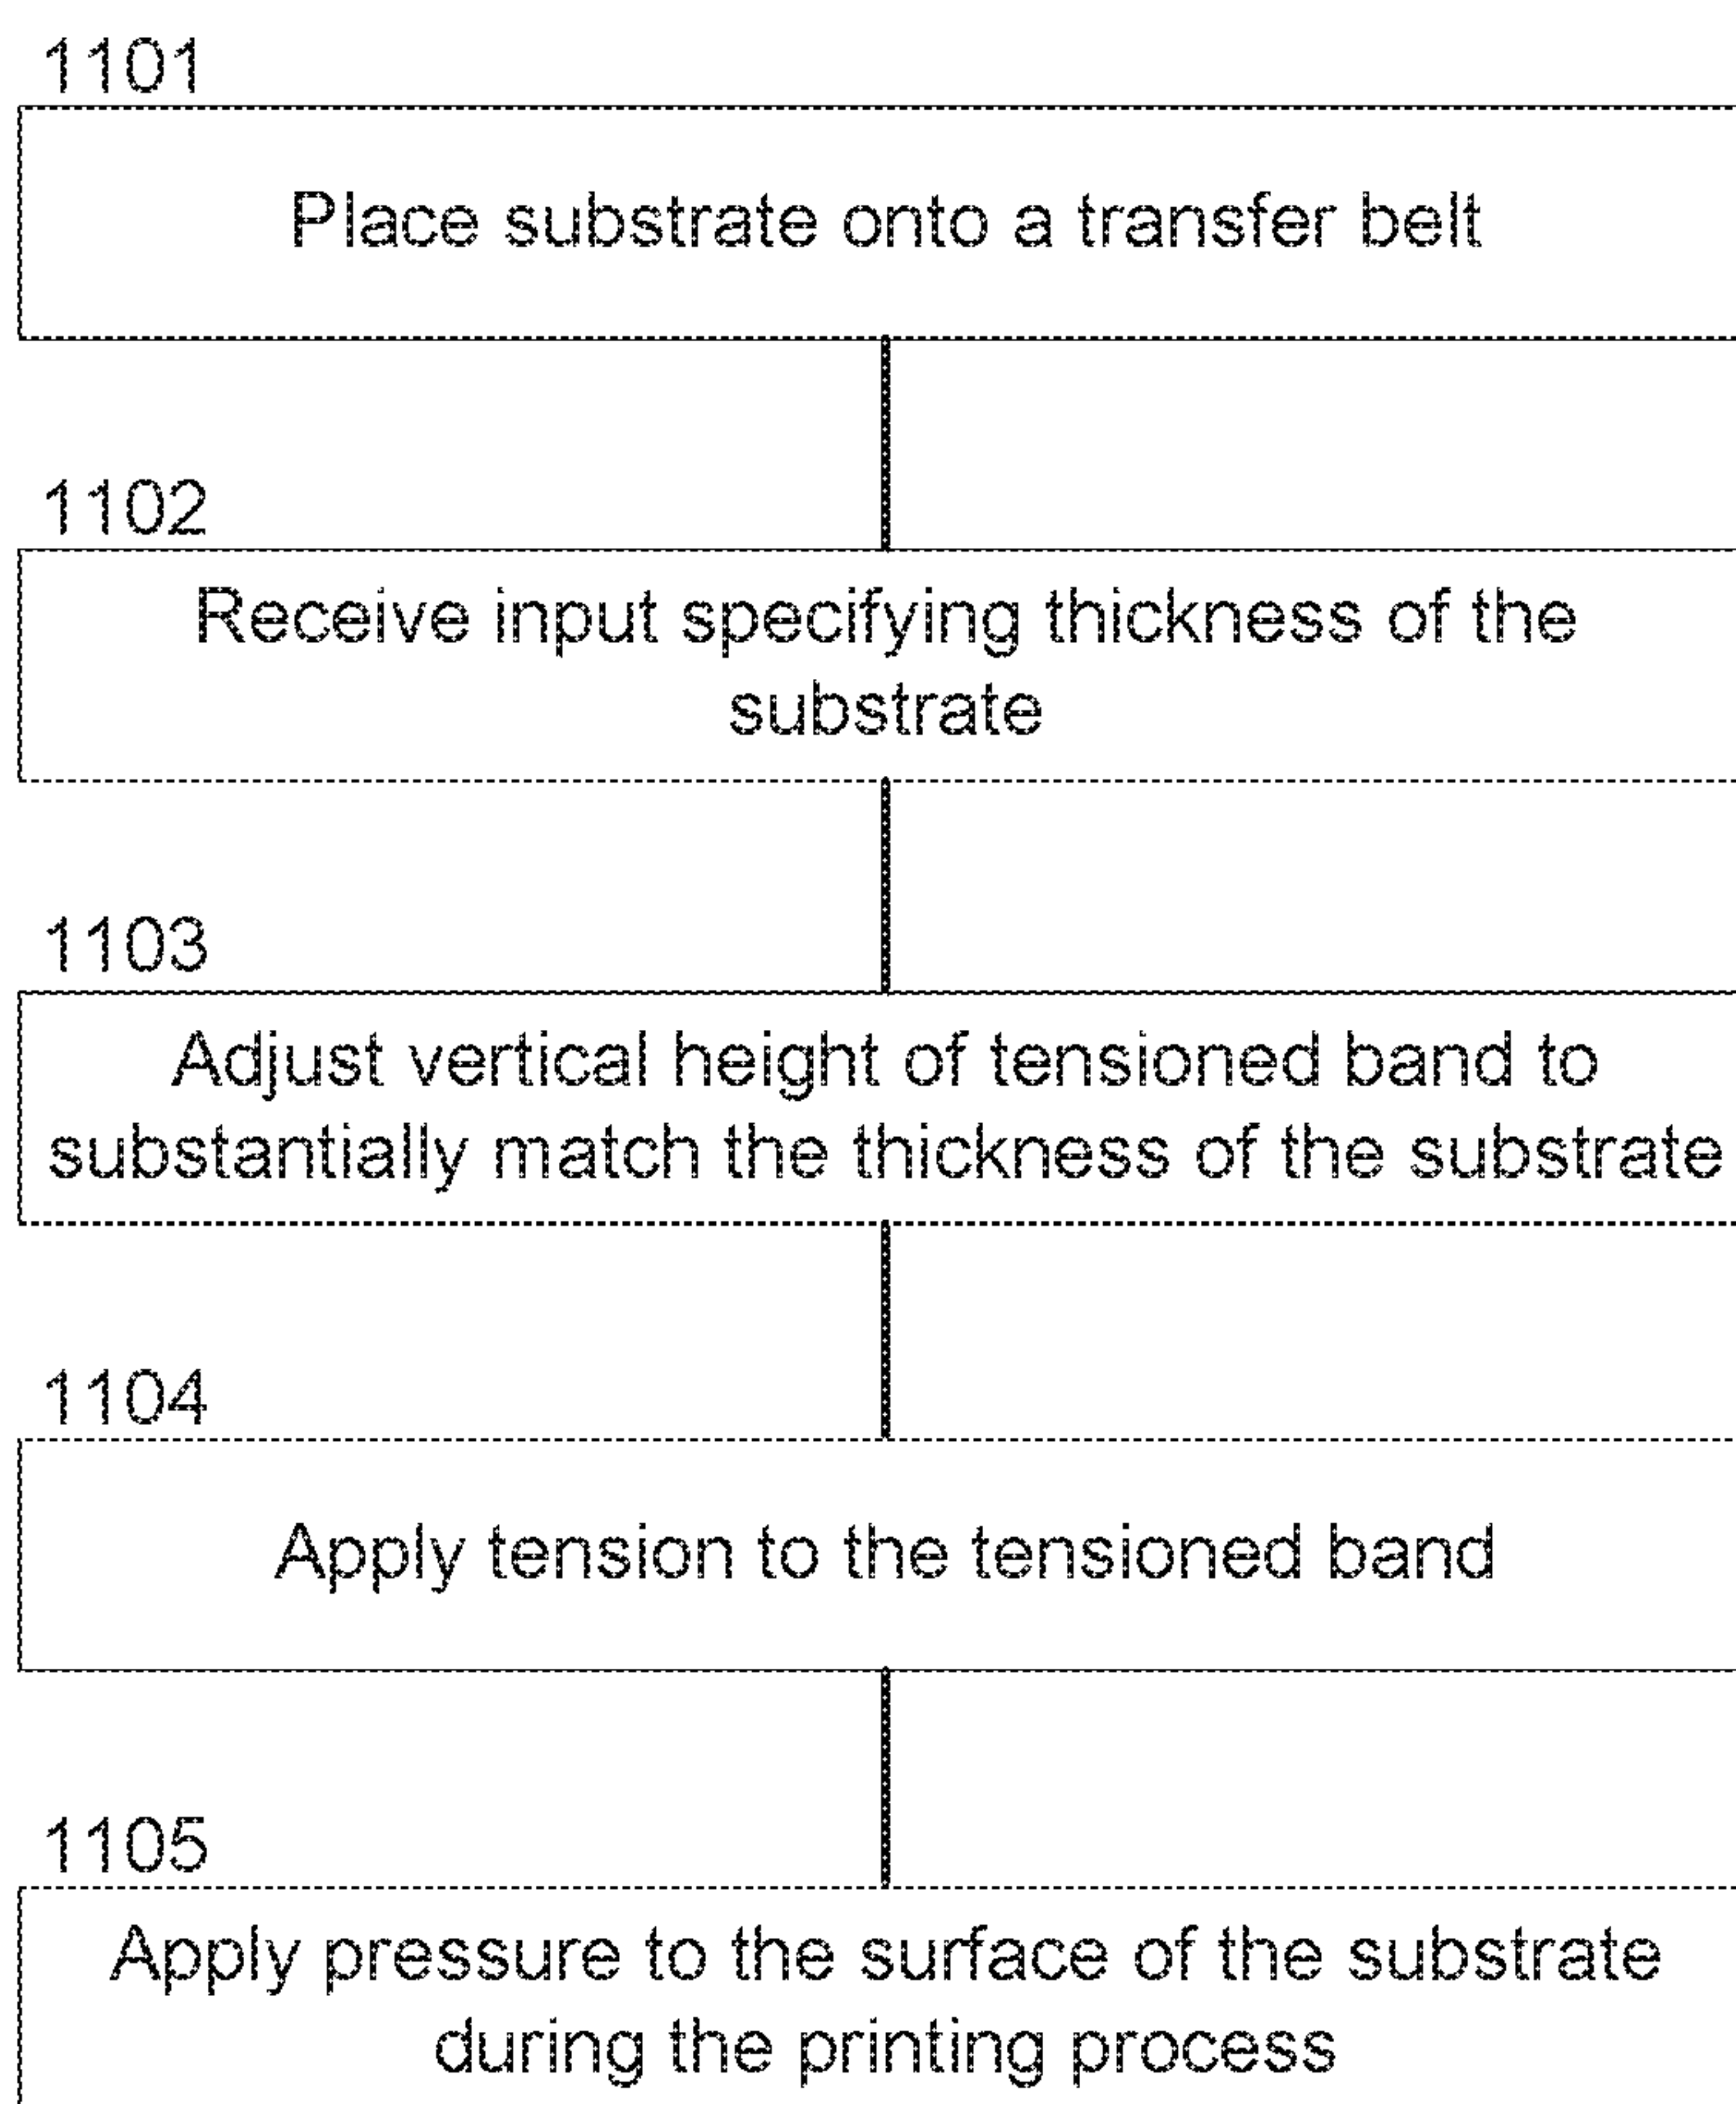 1101
Place substrate onto a transfer belt
1102
Receive input specifying thickness of the
substrate
1103
Adjust vertical height of tensioned band to
substantially match the thickness of the substrate
1104
Apply tension to the tensioned band
1105
Apply pressure to the surface of the substrate
during the printing process